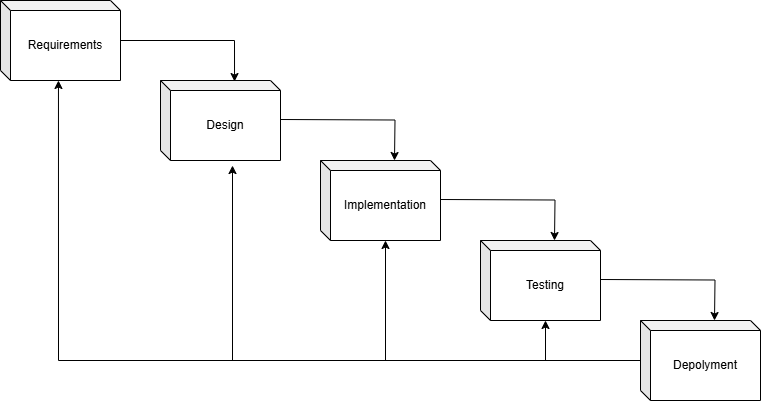 Requirements
Design
Implementation
Testing
Depolyment